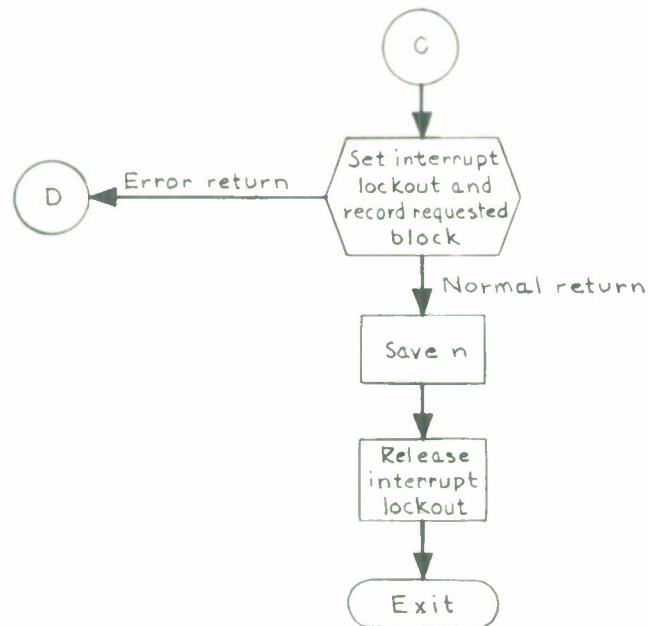 C
Set interrupt
lockout and
record requested
block
Error return
D
Normal return
Save n
Release
interrupt
lockout
Exit